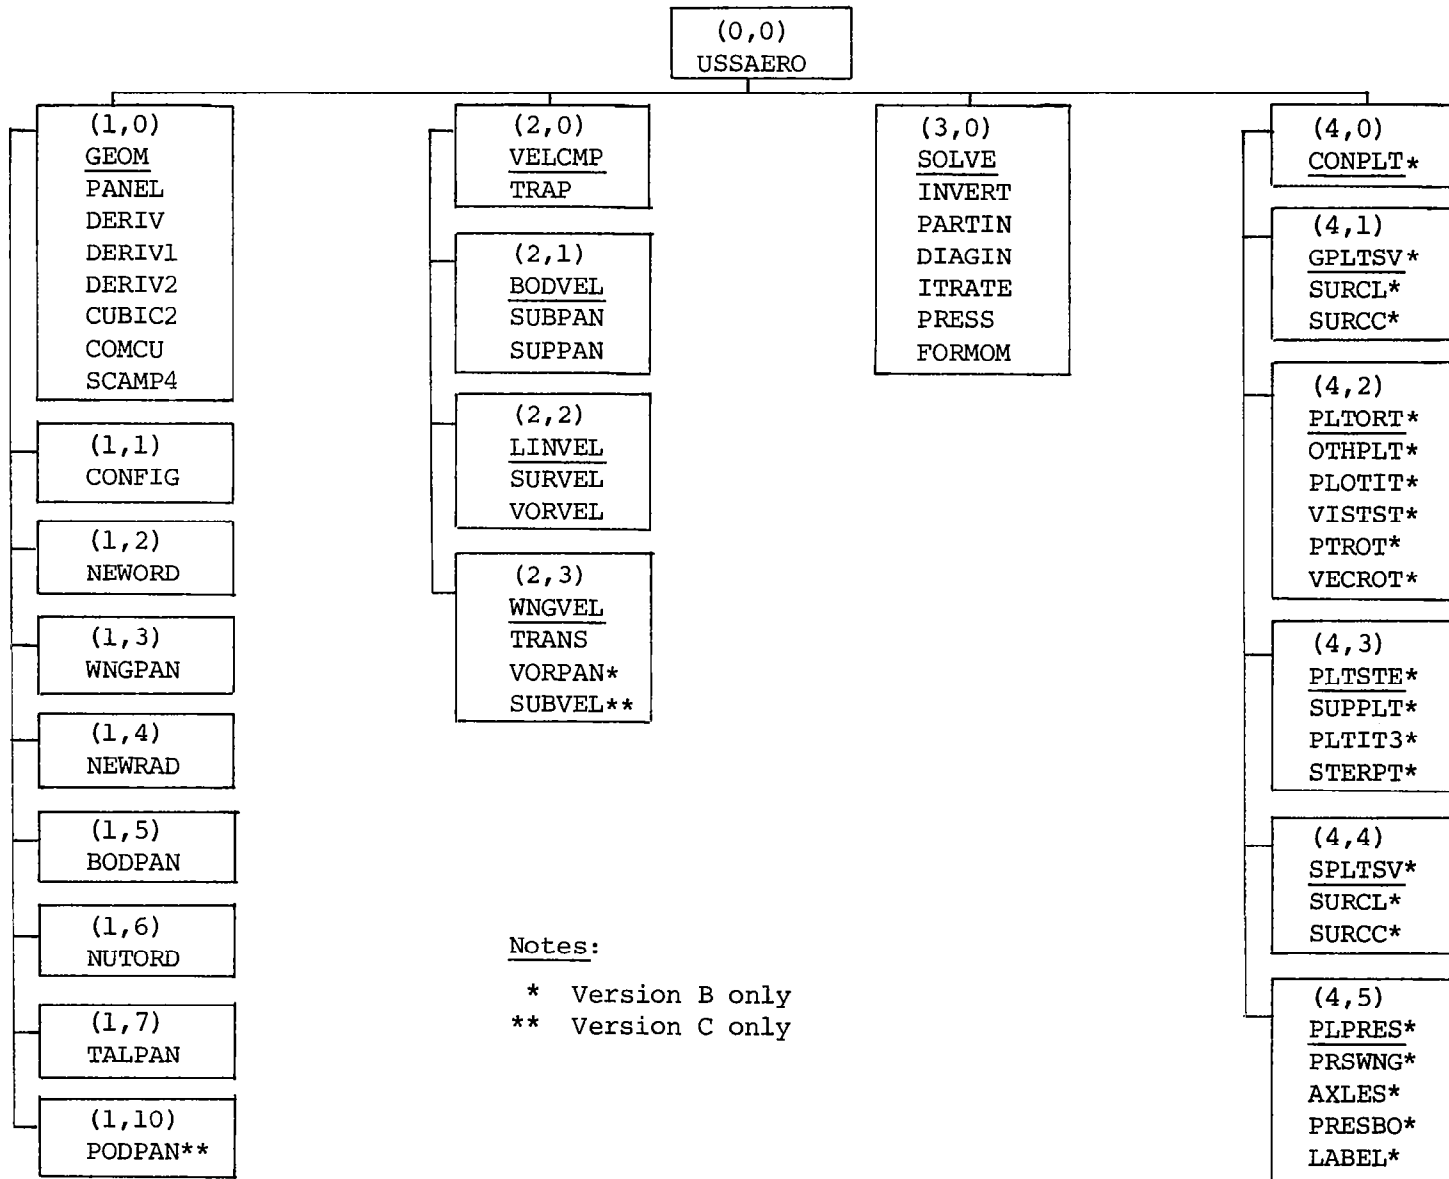 (0,0)
USSAERO
(1,0)
GEOM
PANEL
DERIV
DERIV1
DERIV2
CUBIC2
COMCU
SCAMP4
(1,1)
CONFIG
(1,2)
NEWORD
(1,3)
WNGPAN
(1,4)
NEWRAD
(1,5)
BODPAN
(1,6)
NUTORD
(1,7)
TALPAN
(1,10)
PODPAN**
(2,0)
VELCMP
TRAP
(2,1)
BODVEL
SUBPAN
SUPPAN
(2,2)
LINVEL
SURVEL
VORVEL
(2,3)
WNGVEL
TRANS
VORPAN*
SUBVEL**
(3,0)
SOLVE
INVERT
PARTIN
DIAGIN
ITRATE
PRESS
FORMOM
(4,0)
CONPLT*
(4,1)
GPLTSV*
SURCL*
SURCC*
(4,2)
PLTORT*
OTHPLT*
PLOTIT*
VISTST*
PTROT*
VECROT*
(4,3)
PLTSTE*
SUPPLT*
PLTIT3*
STERPT*
(4,4)
SPLTSV*
SURCL*
SURCC*
(4,5)
PLPRES*
PRSWNG*
AXLES*
PRESBO*
LABEL*
Notes:
* Version B only
** Version C only